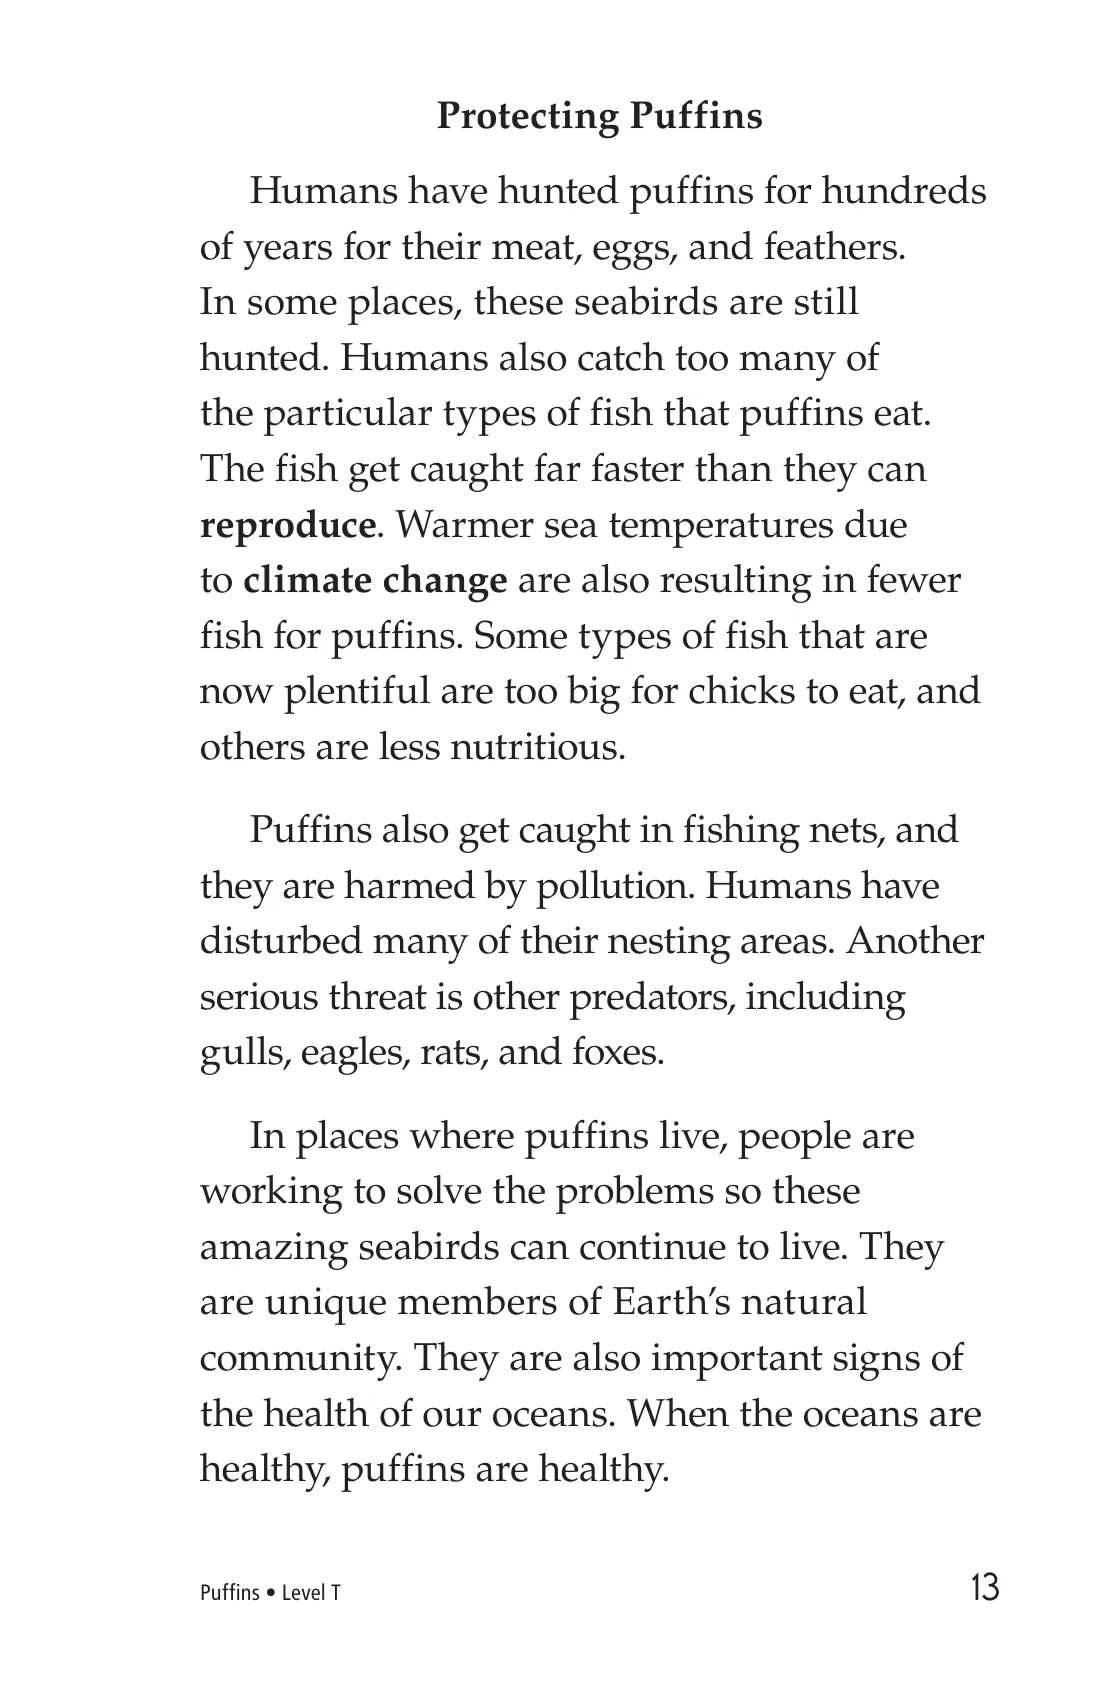 Protecting Puffins
Humans have hunted puffins for hundreds
of years for their meat, eggs, and feathers.
In some places, these seabirds are still
hunted. Humans also catch too many of
the particular types of fish that puffins eat.
The fish get caught far faster than they can
reproduce. Warmer sea temperatures due
to climate change are also resulting in fewer
fish for puffins. Some types of fish that are
now plentiful are too big for chicks to eat, and
others are less nutritious.
Puffins also get caught in fishing nets, and
they are harmed by pollution. Humans have
disturbed many of their nesting areas. Another
serious threat is other predators, including
gulls, eagles, rats, and foxes.
In places where puffins live, people are
working to solve the problems so these
amazing seabirds can continue to live. They
are unique members of Earth’s natural
community. They are also important signs of
the health of our oceans. When the oceans are
healthy, puffins are healthy.
Puffins • Level T
13